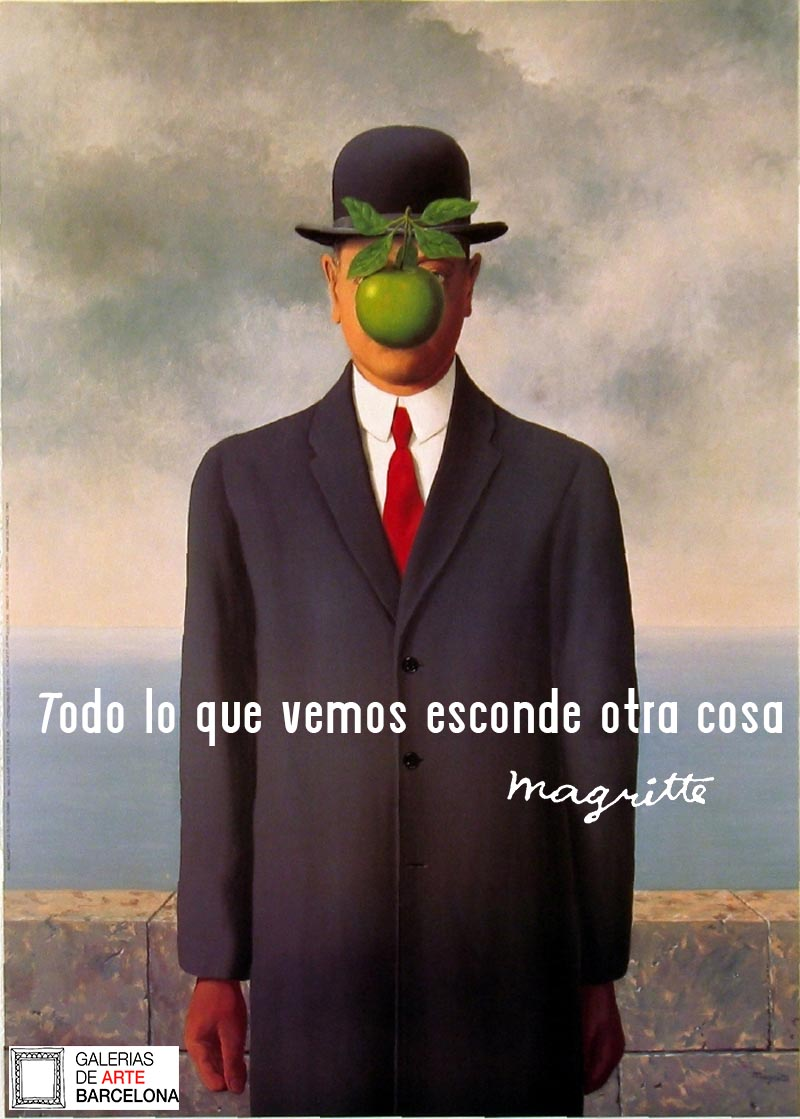 Todo lo que vemos esconde otra cosa
magritte
GALERIAS
DE ARTE
BARCELONA